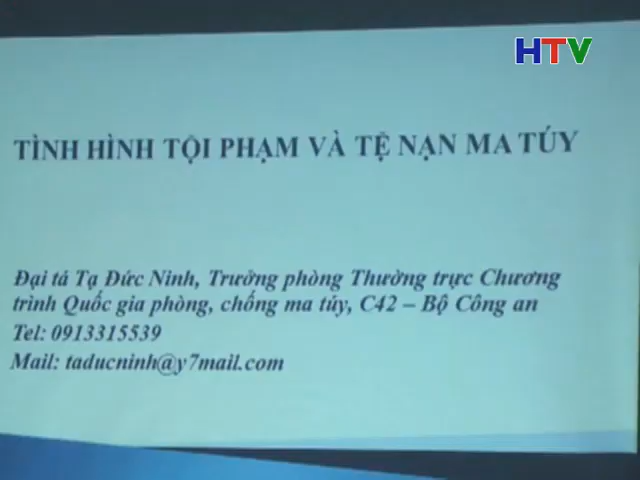 HTV
TÌNH HÌNH TỘI PHẠM VÀ TỆ NẠN MA TÚY
Đại tá Tạ Đức Ninh, Trưởng phòng Thường trực Chương
trình Quốc gia phòng, chống ma túy, C42 – Bộ Công an
Tel: 0913315539
Mail: taducninh@y7mail.com